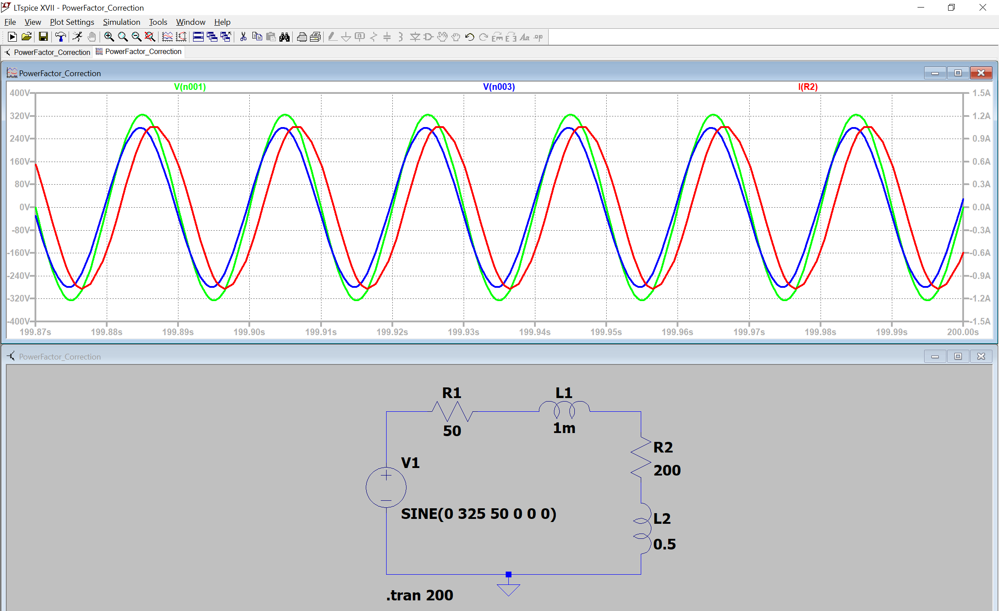 LTspice XVII - PowerFactor_Correction
File View Plot Settings Simulation Tools Window Help
PowerFactor_Correction PowerFactor_Correction
PowerFactor_Correction
V(n001) V(n003) I(R2)
400V 1.5A
320V 1.2A
240V 0.9A
160V 0.6A
80V 0.3A
0V 0.0A
-80V -0.3A
-160V -0.6A
-240V -0.9A
-320V -1.2A
-400V -1.5A
199.87s 199.88s 199.89s 199.90s 199.91s 199.92s 199.93s 199.94s 199.95s 199.96s 199.97s 199.98s 199.99s 200.00s
PowerFactor_Correction
R1
50
L1
1m
R2
200
V1
SINE(0 325 50 0 0 0)
L2
0.5
.tran 200